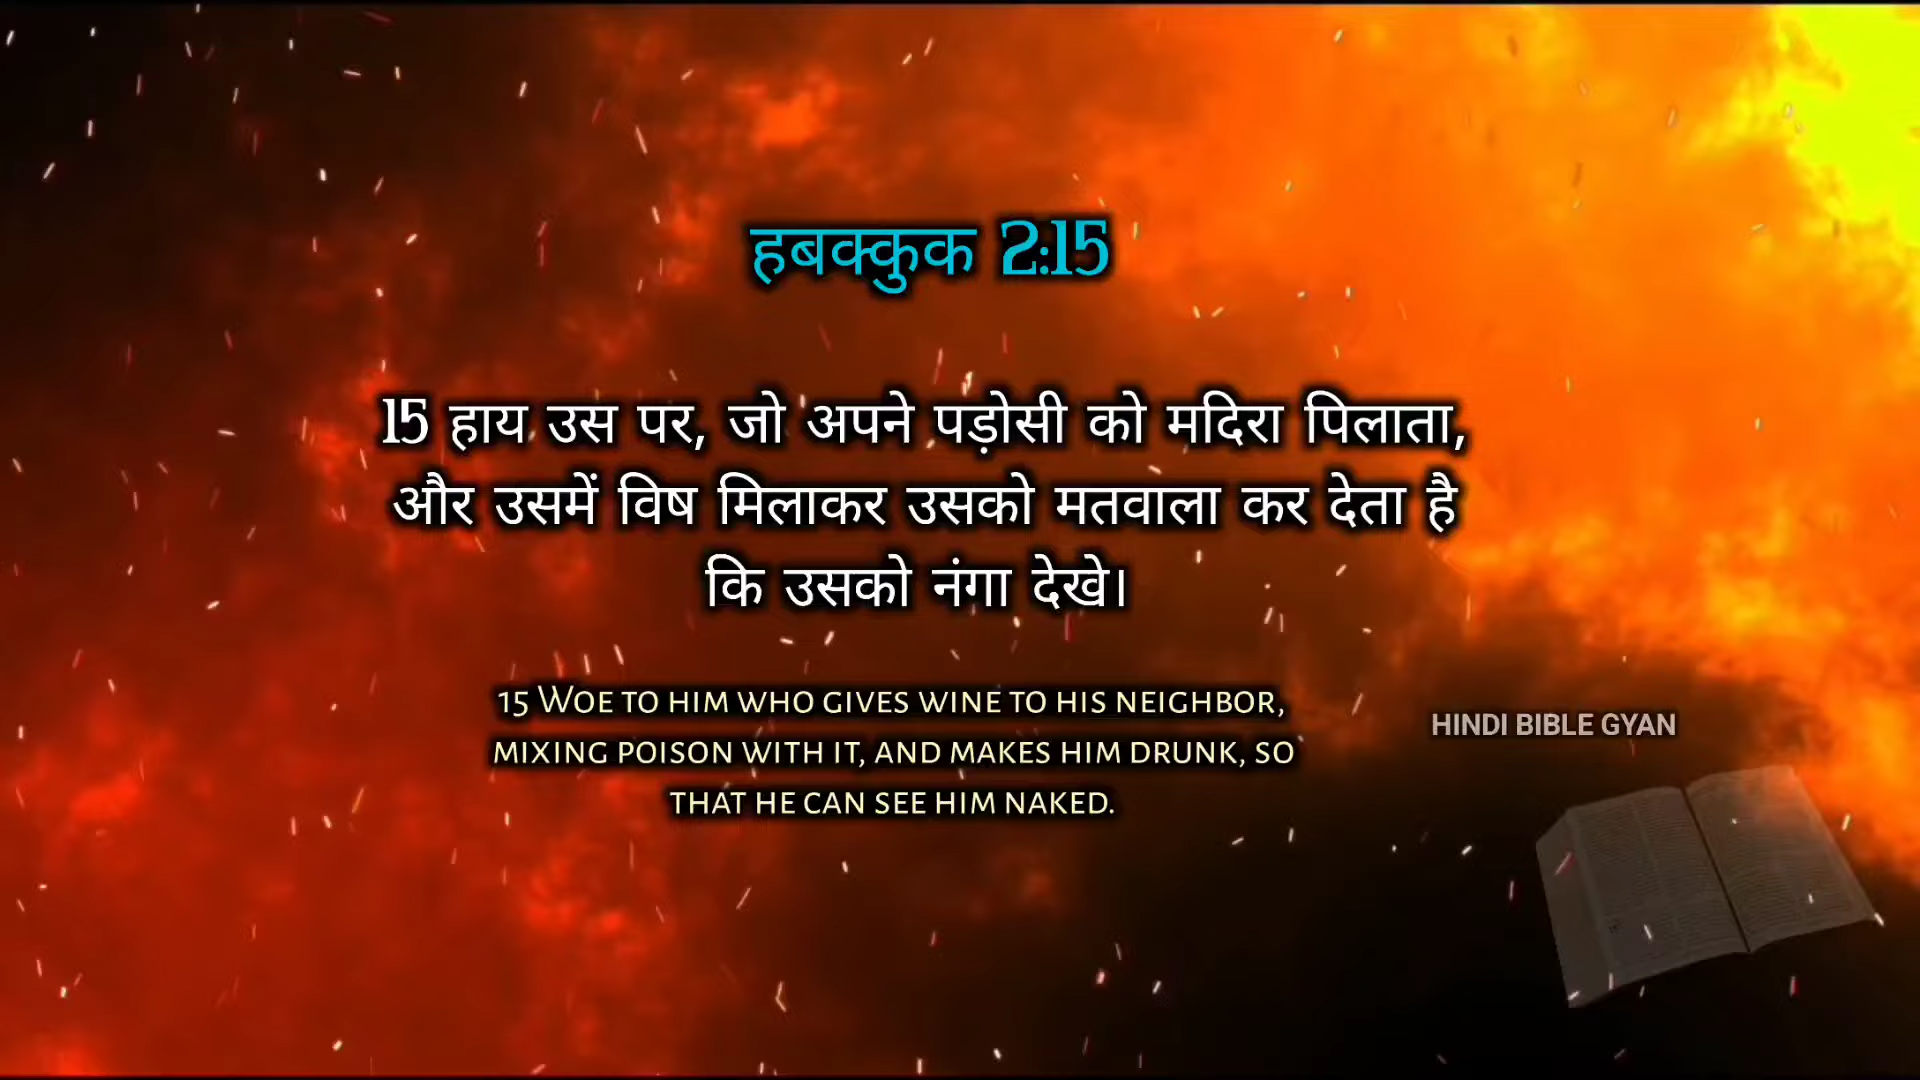 हबक्कुक 2:15
15 हाय उस पर, जो अपने पड़ोसी को मदिरा पिलाता,
और उसमें विष मिलाकर उसको मतवाला कर देता है
कि उसको नंगा देखे।
15 Woe to him who gives wine to his neighbor,
mixing poison with it, and makes him drunk, so
that he can see him naked.
HINDI BIBLE GYAN